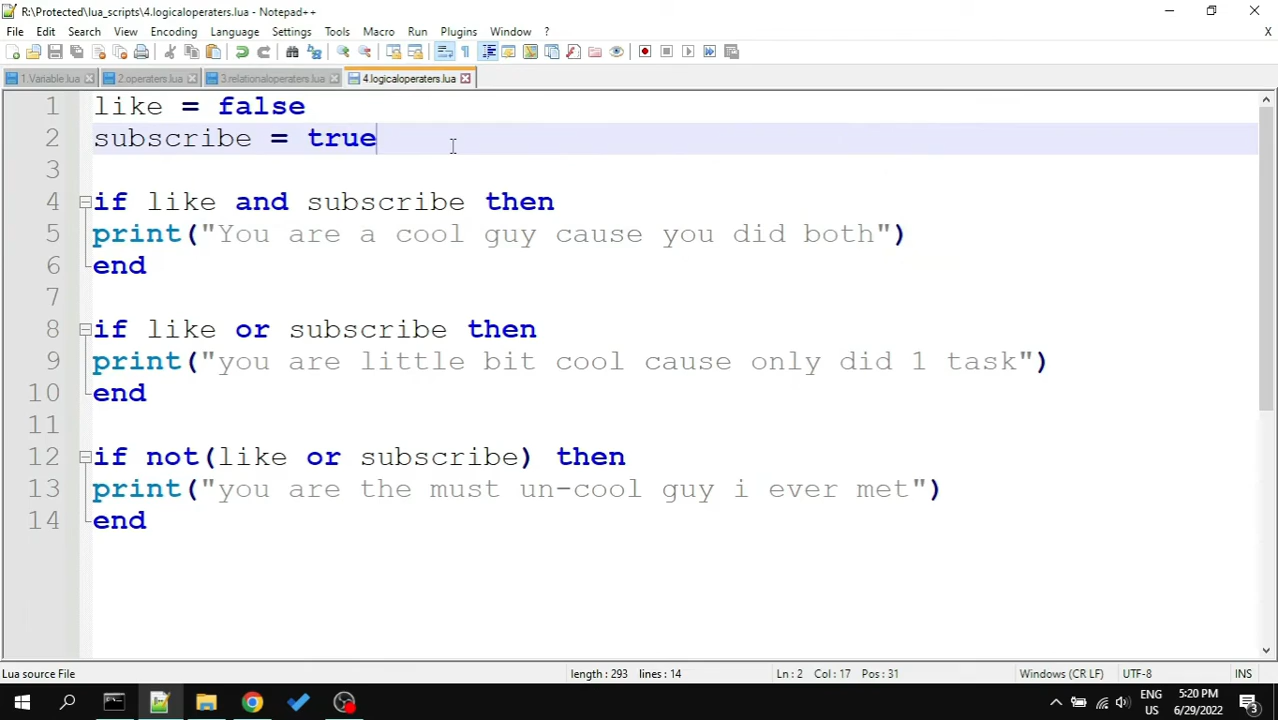 R:\Protected\lua_scripts\4.logicaloperaters.lua - Notepad++
File Edit Search View Encoding Language Settings Tools Macro Run Plugins Window ? X
1.Variable.lua 2.operaters.lua 3.relationaloperaters.lua 4.logicaloperaters.lua
1 like = false
2 subscribe = true
3
4 if like and subscribe then
5 print("You are a cool guy cause you did both")
6 end
7
8 if like or subscribe then
9 print("you are little bit cool cause only did 1 task")
10 end
11
12 if not(like or subscribe) then
13 print("you are the must un-cool guy i ever met")
14 end
Lua source File length : 293 lines : 14 Ln : 2 Col : 17 Pos : 31 Windows (CR LF) UTF-8 INS
ENG 5:20 PM
US 6/29/2022 3